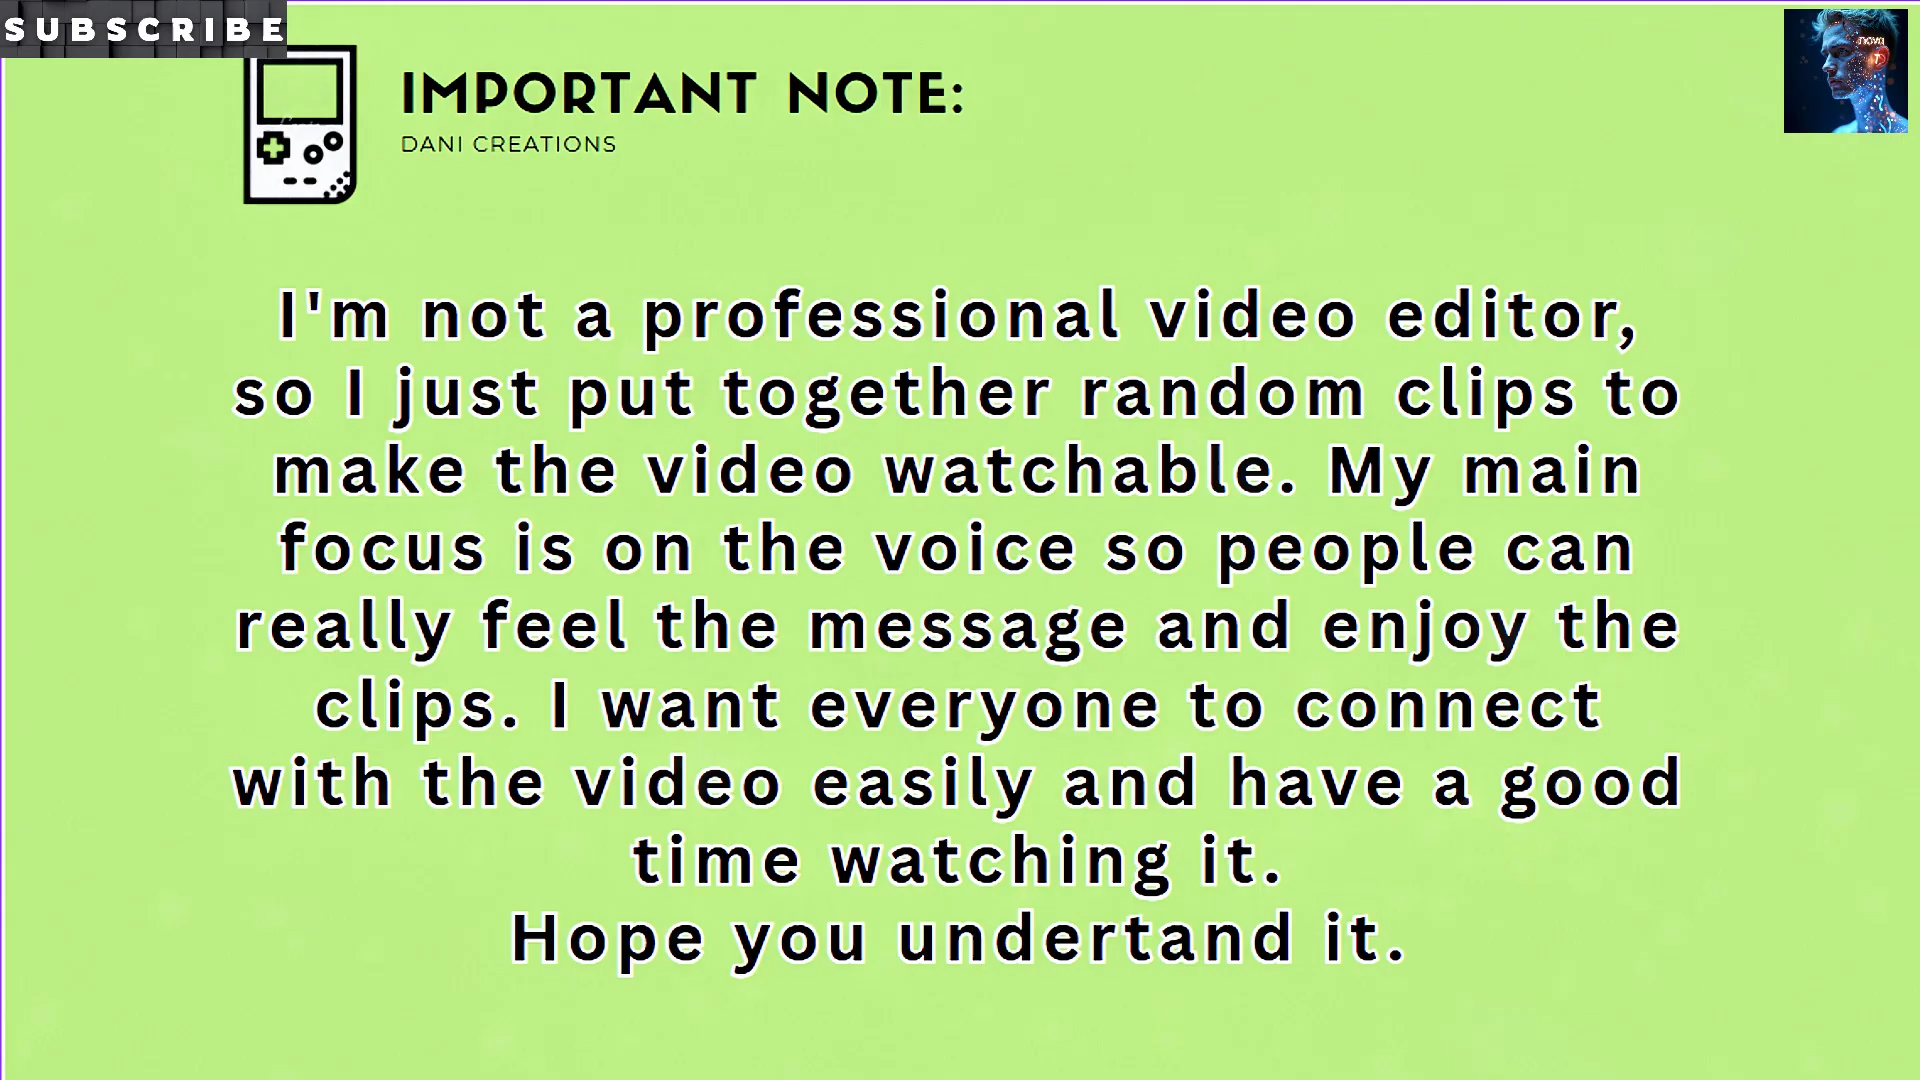 SUBSCRIBE
nova
IMPORTANT NOTE:
DANI CREATIONS
I'm not a professional video editor,
so I just put together random clips to
make the video watchable. My main
focus is on the voice so people can
really feel the message and enjoy the
clips. I want everyone to connect
with the video easily and have a good
time watching it.
Hope you undertand it.